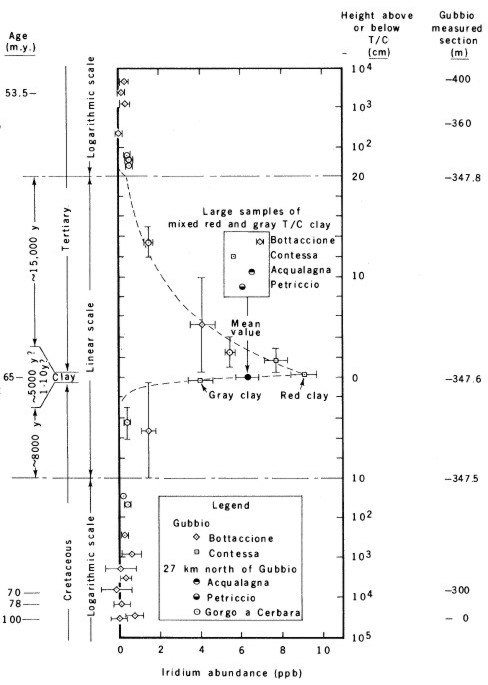 Age
(m.y.)
Height above
or below
T/C
(cm)
Gubbio
measured
section
(m)
Logarithmic scale
10⁴
-400
53.5-
10³
-360
10²
20
-347.8
~15,000 y
Tertiary
Linear scale
Large samples of
mixed red and gray T/C clay
Bottaccione
Contessa
Acqualagna
Petriccio
10
Mean
value
65-
~5000 y?
1-10y?
Clay
0
-347.6
Gray clay
Red clay
~8000 y
10
-347.5
Cretaceous
Logarithmic scale
Legend
Gubbio
Bottaccione
Contessa
27 km north of Gubbio
Acqualagna
Petriccio
Gorgo a Cerbara
10²
10³
70
10⁴
-300
78
100
- 0
10⁵
0 2 4 6 8 10
Iridium abundance (ppb)